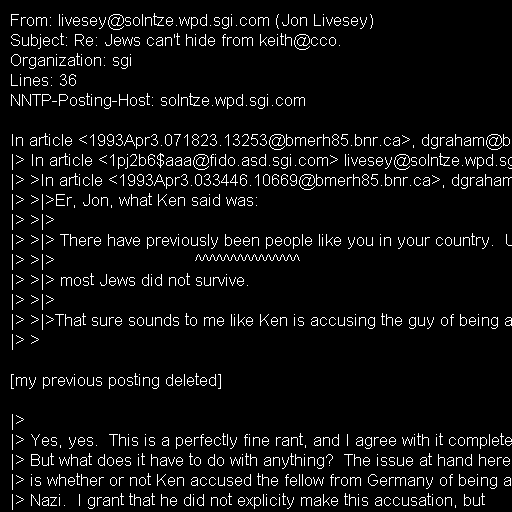 From: livesey@solntze.wpd.sgi.com (Jon Livesey)
Subject: Re: Jews can't hide from keith@cco.
Organization: sgi
Lines: 36
NNTP-Posting-Host: solntze.wpd.sgi.com

In article <1993Apr3.071823.13253@bmerh85.bnr.ca>, dgraham@b
|> In article <1pj2b6$aaa@fido.asd.sgi.com> livesey@solntze.wpd.sg
|> >In article <1993Apr3.033446.10669@bmerh85.bnr.ca>, dgraham
|> >|>Er, Jon, what Ken said was:
|> >|>
|> >|> There have previously been people like you in your country.  U
|> >|>                              ^^^^^^^^^^^^^^^
|> >|> most Jews did not survive.
|> >|>
|> >|>That sure sounds to me like Ken is accusing the guy of being a
|> >

[my previous posting deleted]

|>
|> Yes, yes.  This is a perfectly fine rant, and I agree with it complete
|> But what does it have to do with anything?  The issue at hand here
|> is whether or not Ken accused the fellow from Germany of being a
|> Nazi.  I grant that he did not explicity make this accusation, but